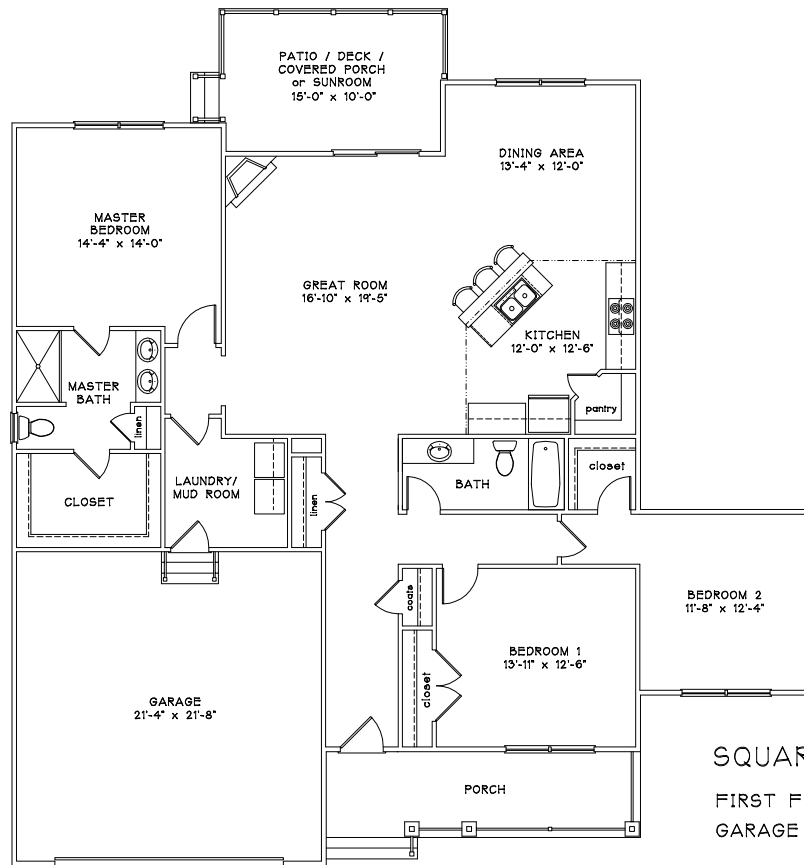 PATIO / DECK /
COVERED PORCH
or SUNROOM
15'-0" x 10'-0"
DINING AREA
13'-4" x 12'-0"
MASTER
BEDROOM
14'-4" x 14'-0"
GREAT ROOM
16'-10" x 19'-5"
KITCHEN
12'-0" x 12'-6"
MASTER
BATH
linen
pantry
CLOSET
LAUNDRY/
MUD ROOM
linen
BATH
closet
coats
BEDROOM 2
11'-8" x 12'-4"
BEDROOM 1
13'-11" x 12'-6"
closet
GARAGE
21'-4" x 21'-8"
PORCH
SQUAR
FIRST F
GARAGE